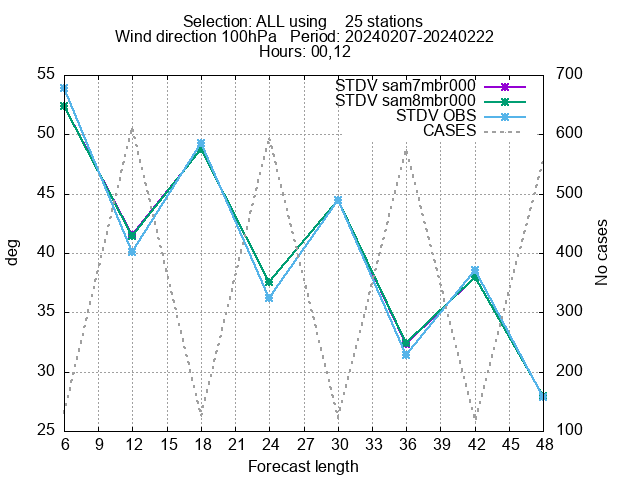 Selection: ALL using    25 stations
Wind direction 100hPa   Period: 20240207-20240222
Hours: 00,12
STDV sam7mbr000
STDV sam8mbr000
STDV OBS
CASES
55
50
45
40
35
30
25
deg
700
600
500
400
300
200
100
No cases
6 9 12 15 18 21 24 27 30 33 36 39 42 45 48
Forecast length